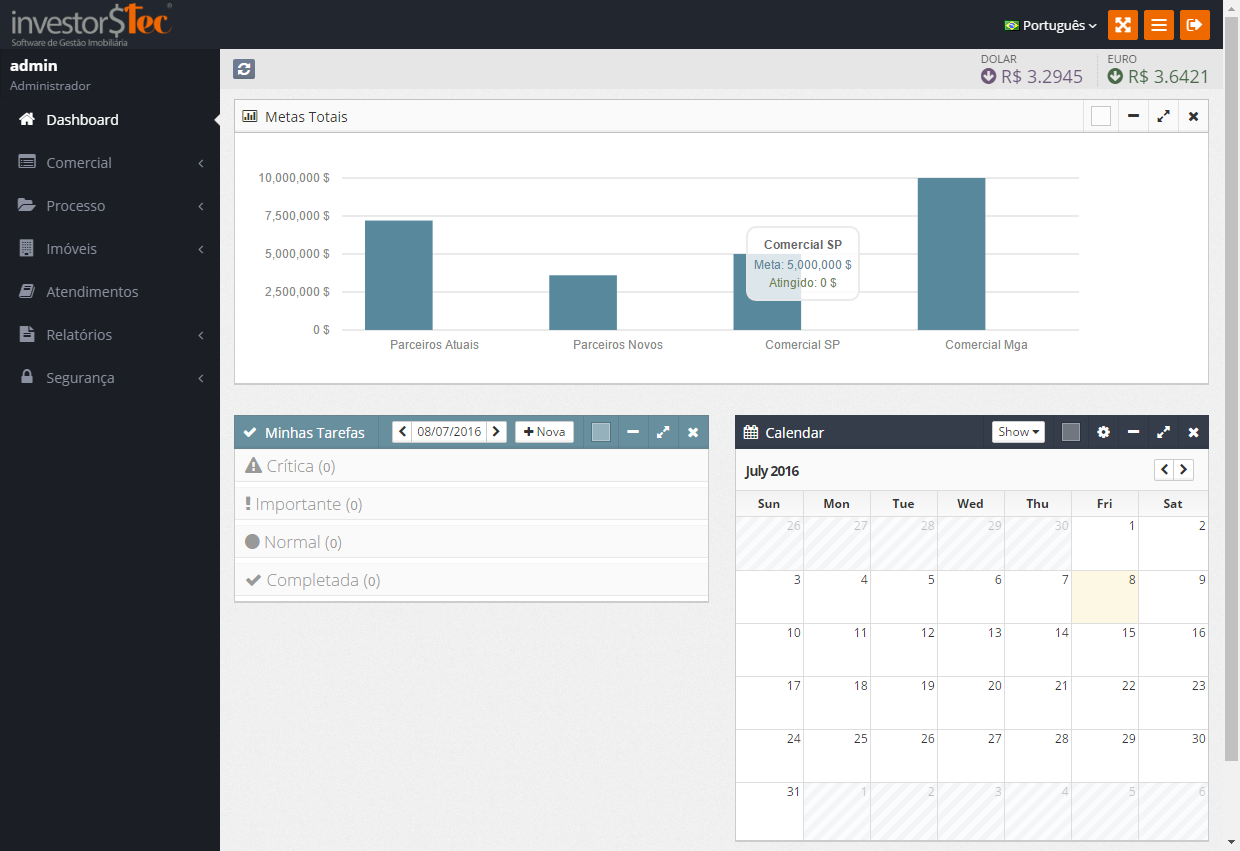 investor$Tec®
Software de Gestão Imobiliária
Português
admin
Administrador
DOLAR
R$ 3.2945
EURO
R$ 3.6421
Dashboard
Comercial
Processo
Imóveis
Atendimentos
Relatórios
Segurança
Metas Totais
10,000,000 $
7,500,000 $
5,000,000 $
2,500,000 $
0 $
Comercial SP
Meta: 5,000,000 $
Atingido: 0 $
Parceiros Atuais Parceiros Novos Comercial SP Comercial Mga
Minhas Tarefas 08/07/2016 Nova
Crítica (0)
Importante (0)
Normal (0)
Completada (0)
Calendar Show
July 2016
Sun Mon Tue Wed Thu Fri Sat
26 27 28 29 30 1 2
3 4 5 6 7 8 9
10 11 12 13 14 15 16
17 18 19 20 21 22 23
24 25 26 27 28 29 30
31 1 2 3 4 5 6